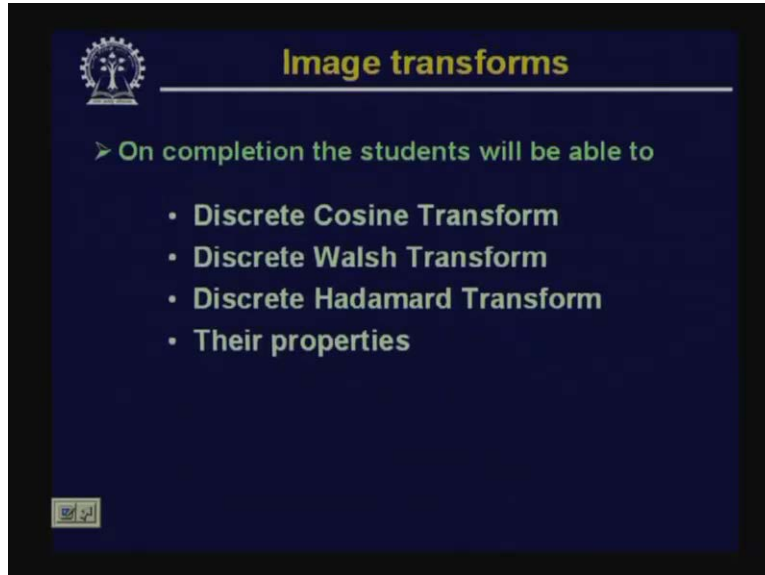 Image transforms
➢ On completion the students will be able to
• Discrete Cosine Transform
• Discrete Walsh Transform
• Discrete Hadamard Transform
• Their properties